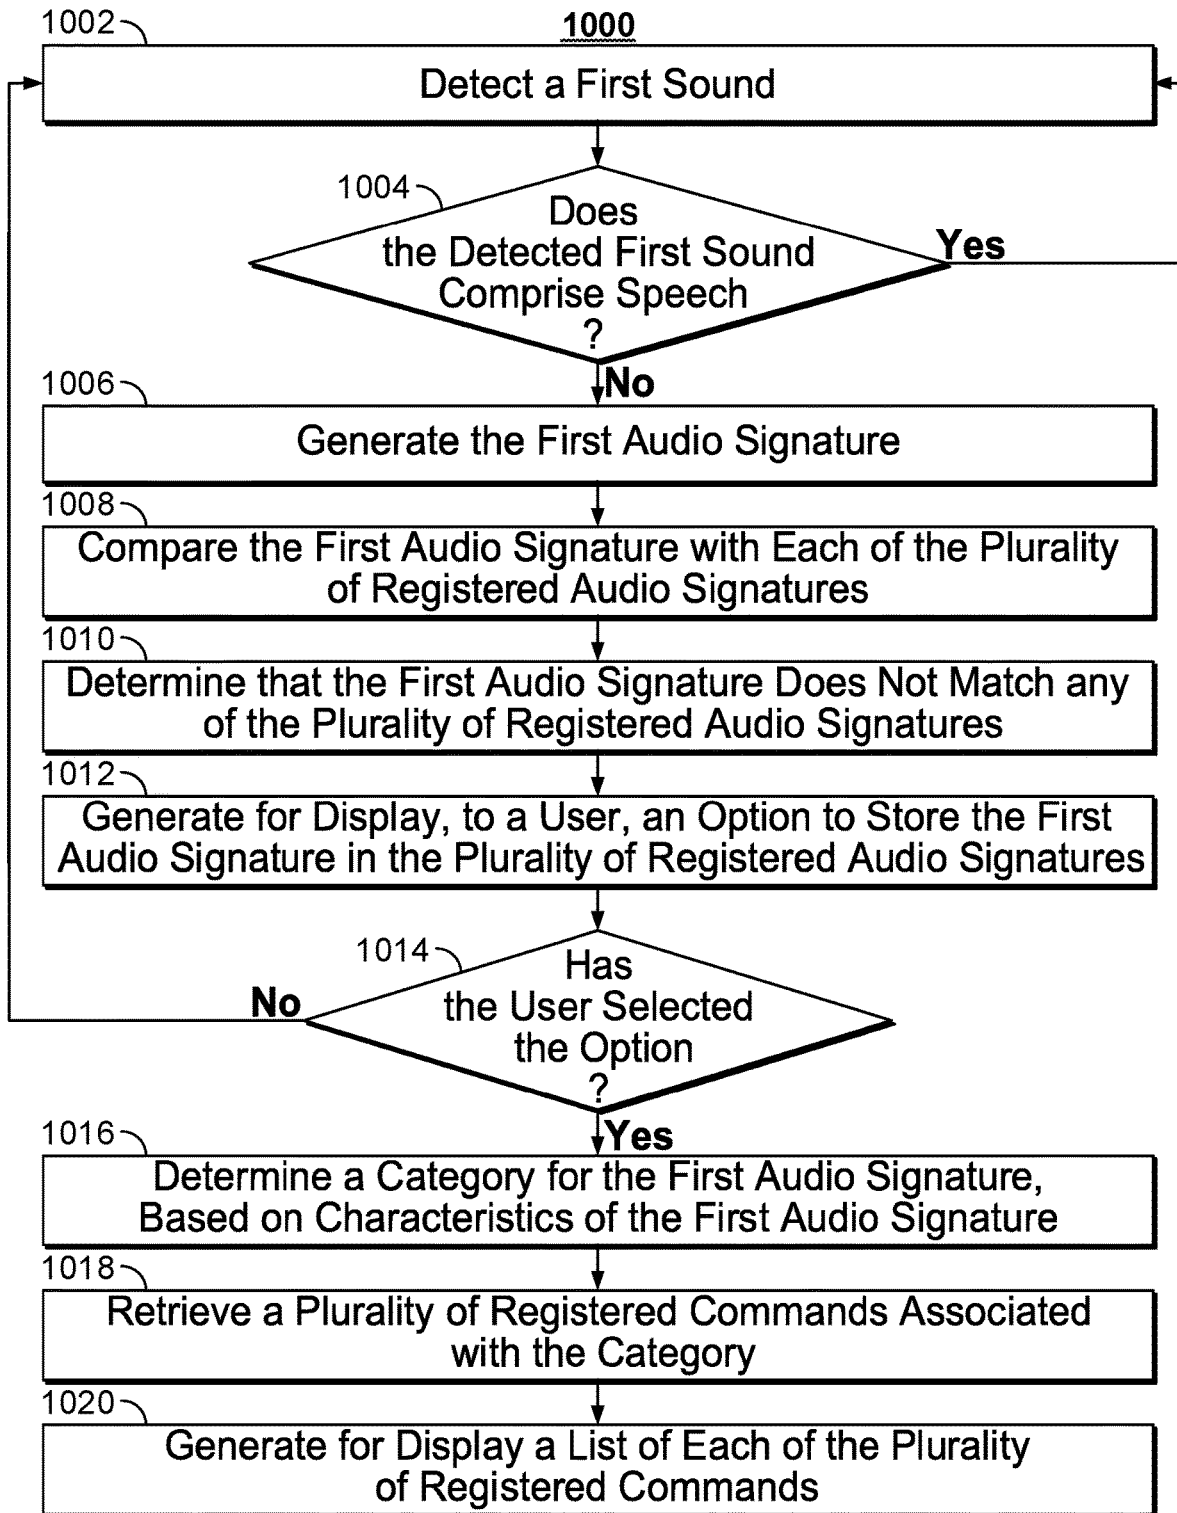 1000
1002
Detect a First Sound
1004
Does
the Detected First Sound
Comprise Speech
?
Yes
No
1006
Generate the First Audio Signature
1008
Compare the First Audio Signature with Each of the Plurality
of Registered Audio Signatures
1010
Determine that the First Audio Signature Does Not Match any
of the Plurality of Registered Audio Signatures
1012
Generate for Display, to a User, an Option to Store the First
Audio Signature in the Plurality of Registered Audio Signatures
1014
Has
the User Selected
the Option
?
No
Yes
1016
Determine a Category for the First Audio Signature,
Based on Characteristics of the First Audio Signature
1018
Retrieve a Plurality of Registered Commands Associated
with the Category
1020
Generate for Display a List of Each of the Plurality
of Registered Commands